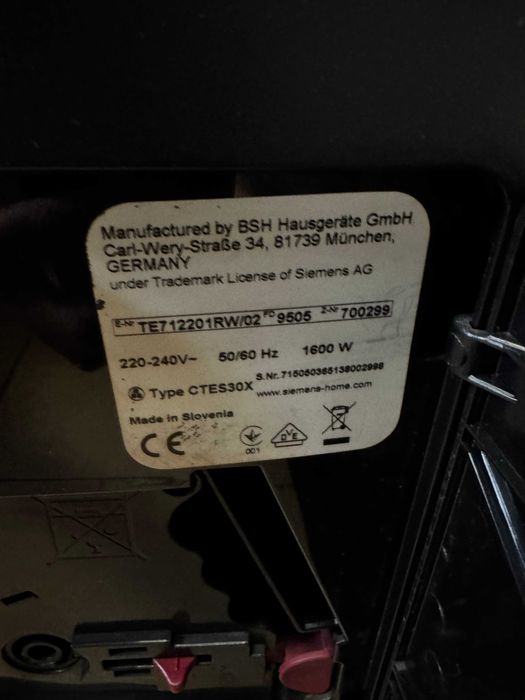 Manufactured by BSH Hausgeräte GmbH
Carl-Wery-Straße 34, 81739 München,
GERMANY
under Trademark License of Siemens AG
E-Nr TE712201RW/02 FD 9505 Z-Nr 700299
220-240V~ 50/60 Hz 1600 W
S.Nr. 715050365138002998
Type CTES30X www.siemens-home.com
Made in Slovenia
CE 001 DVE